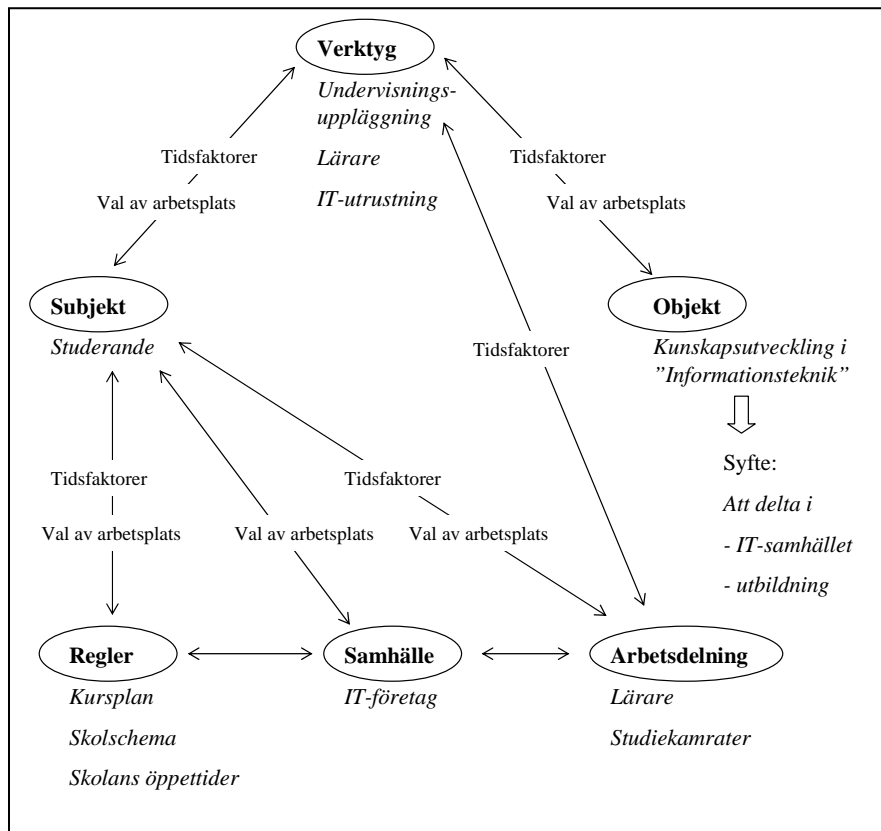 Verktyg
Undervisnings-
uppläggning
Lärare
IT-utrustning
Tidsfaktorer
Val av arbetsplats
Tidsfaktorer
Val av arbetsplats
Subjekt
Studerande
Objekt
Kunskapsutveckling i
”Informationsteknik”
Tidsfaktorer
Syfte:
Att delta i
- IT-samhället
- utbildning
Tidsfaktorer
Val av arbetsplats
Val av arbetsplats
Tidsfaktorer
Val av arbetsplats
Regler
Kursplan
Skolschema
Skolans öppettider
Samhälle
IT-företag
Arbetsdelning
Lärare
Studiekamrater